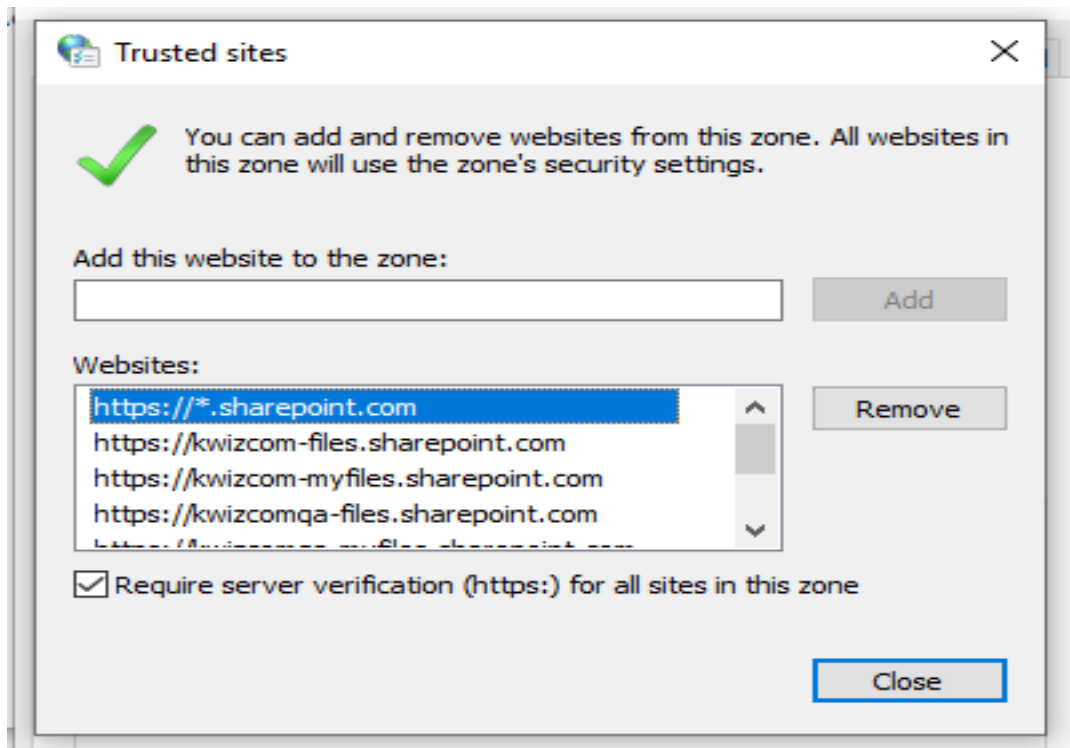 Trusted sites
You can add and remove websites from this zone. All websites in
this zone will use the zone's security settings.
Add this website to the zone:
Add
Websites:
https://*.sharepoint.com
Remove
https://kwizcom-files.sharepoint.com
https://kwizcom-myfiles.sharepoint.com
https://kwizcomqa-files.sharepoint.com
Require server verification (https:) for all sites in this zone
Close